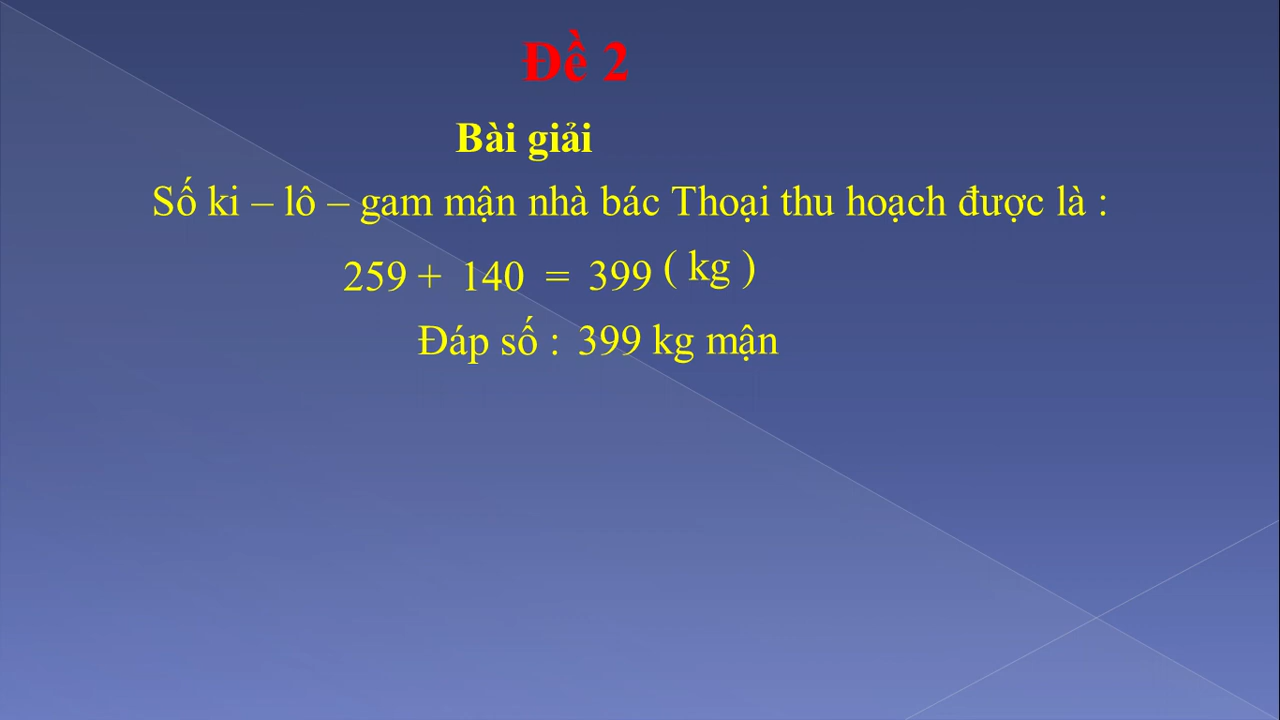 Đề 2
Bài giải
Số ki – lô – gam mận nhà bác Thoại thu hoạch được là :
259 + 140 = 399 ( kg )
Đáp số : 399 kg mận